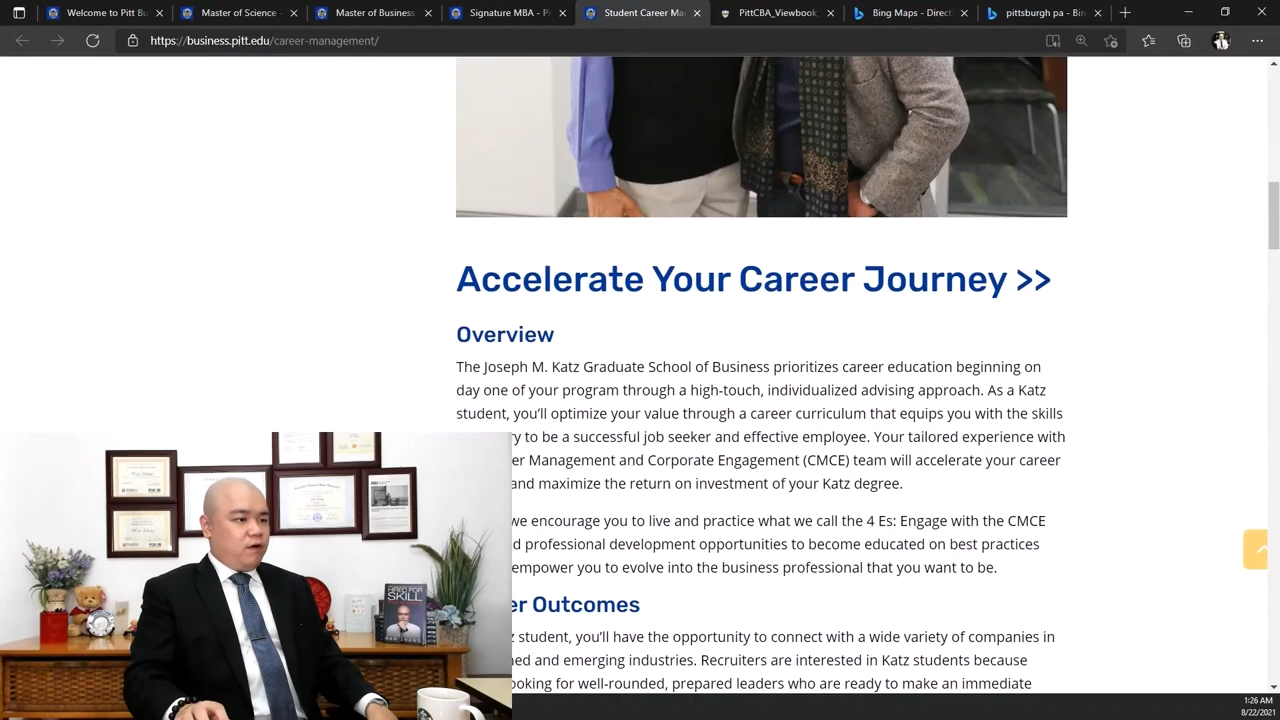 Welcome to Pitt Bu
Master of Science -
Master of Business
Signature MBA - Pr
Student Career Ma
PittCBA_Viewbook_
Bing Maps - Direct
pittsburgh pa - Bin
https://business.pitt.edu/career-management/
Accelerate Your Career Journey >>
Overview
The Joseph M. Katz Graduate School of Business prioritizes career education beginning on
day one of your program through a high-touch, individualized advising approach. As a Katz
student, you’ll optimize your value through a career curriculum that equips you with the skills
ry to be a successful job seeker and effective employee. Your tailored experience with
er Management and Corporate Engagement (CMCE) team will accelerate your career
and maximize the return on investment of your Katz degree.
we encourage you to live and practice what we call the 4 Es: Engage with the CMCE
d professional development opportunities to become educated on best practices
empower you to evolve into the business professional that you want to be.
er Outcomes
z student, you’ll have the opportunity to connect with a wide variety of companies in
ned and emerging industries. Recruiters are interested in Katz students because
ooking for well-rounded, prepared leaders who are ready to make an immediate
SKILL
1:26 AM
8/22/2021